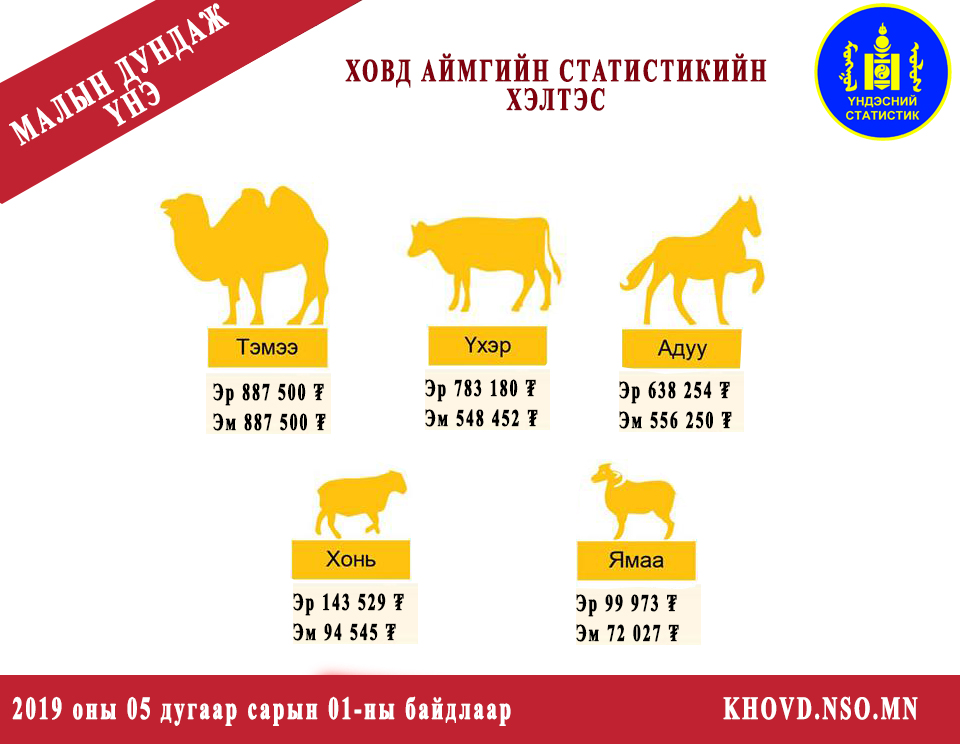 МАЛЫН ДУНДАЖ
ҮНЭ
ХОВД АЙМГИЙН СТАТИСТИКИЙН
ХЭЛТЭС
ҮНДЭСНИЙ
СТАТИСТИК
Тэмээ
Эр 887 500 ₮
Эм 887 500 ₮
Үхэр
Эр 783 180 ₮
Эм 548 452 ₮
Адуу
Эр 638 254 ₮
Эм 556 250 ₮
Хонь
Эр 143 529 ₮
Эм 94 545 ₮
Ямаа
Эр 99 973 ₮
Эм 72 027 ₮
2019 оны 05 дугаар сарын 01-ны байдлаар
KHOVD.NSO.MN